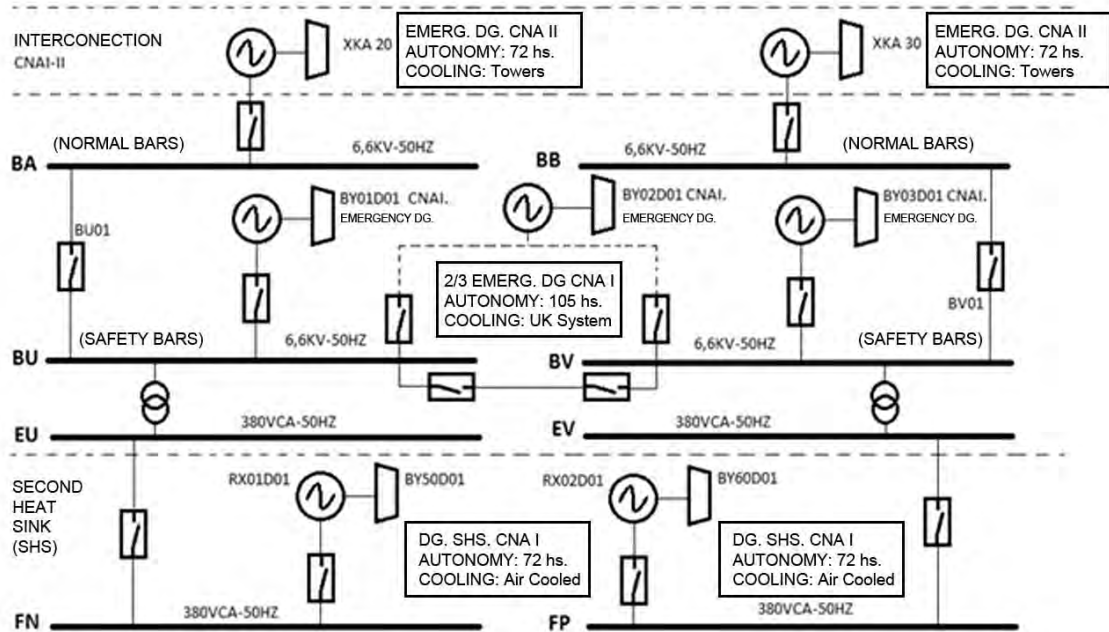 INTERCONECTION
CNAI-II
XKA 20
EMERG. DG. CNA II
AUTONOMY: 72 hs.
COOLING: Towers
XKA 30
EMERG. DG. CNA II
AUTONOMY: 72 hs.
COOLING: Towers
(NORMAL BARS)
6,6KV-50HZ
BA
6,6KV-50HZ
(NORMAL BARS)
BB
BU01
BY01D01 CNAI.
EMERGENCY DG.
BY02D01 CNAI.
EMERGENCY DG.
BY03D01 CNAI.
EMERGENCY DG.
BV01
2/3 EMERG. DG CNA I
AUTONOMY: 105 hs.
COOLING: UK System
(SAFETY BARS)
6,6KV-50HZ
BU
6,6KV-50HZ
(SAFETY BARS)
BV
380VCA-50HZ
EU
380VCA-50HZ
EV
SECOND
HEAT
SINK
(SHS)
RX01D01
BY50D01
RX02D01
BY60D01
DG. SHS. CNA I
AUTONOMY: 72 hs.
COOLING: Air Cooled
DG. SHS. CNA I
AUTONOMY: 72 hs.
COOLING: Air Cooled
380VCA-50HZ
FN
380VCA-50HZ
FP